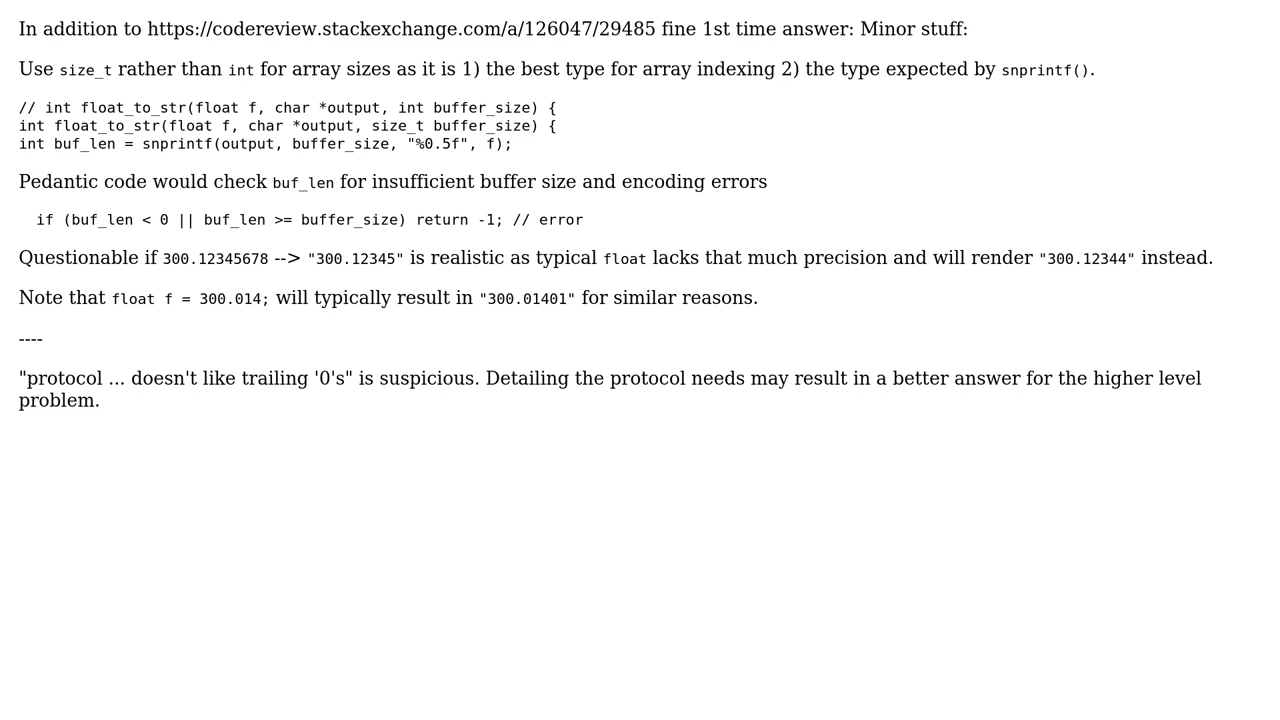 In addition to https://codereview.stackexchange.com/a/126047/29485 fine 1st time answer: Minor stuff:
Use size_t rather than int for array sizes as it is 1) the best type for array indexing 2) the type expected by snprintf().
// int float_to_str(float f, char *output, int buffer_size) {
int float_to_str(float f, char *output, size_t buffer_size) {
int buf_len = snprintf(output, buffer_size, "%0.5f", f);
Pedantic code would check buf_len for insufficient buffer size and encoding errors
if (buf_len < 0 || buf_len >= buffer_size) return -1; // error
Questionable if 300.12345678 --> "300.12345" is realistic as typical float lacks that much precision and will render "300.12344" instead.
Note that float f = 300.014; will typically result in "300.01401" for similar reasons.
----
"protocol ... doesn't like trailing '0's" is suspicious. Detailing the protocol needs may result in a better answer for the higher level
problem.